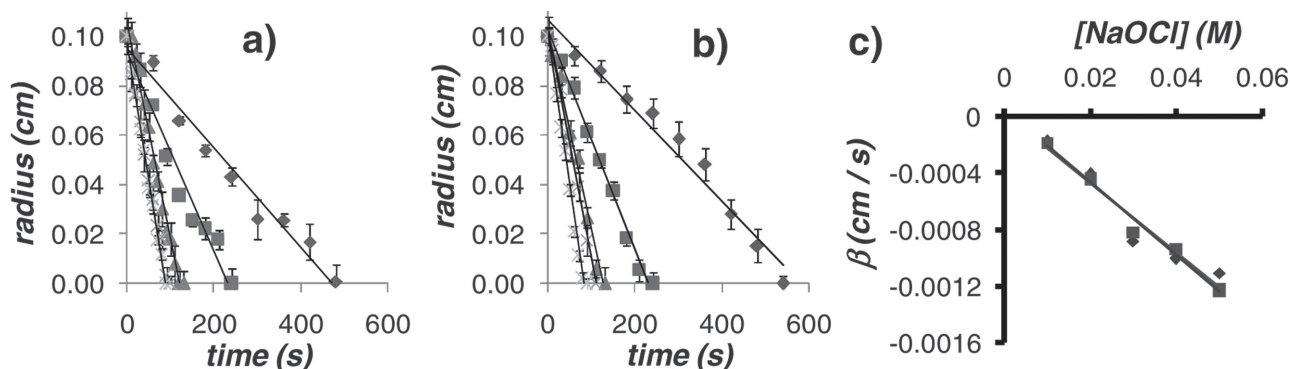 a)
0.10
0.08
0.06
0.04
0.02
0.00
radius (cm)
0 200 400 600
time (s)
b)
0.10
0.08
0.06
0.04
0.02
0.00
radius (cm)
0 200 400 600
time (s)
c)
[NaOCl] (M)
0 0.02 0.04 0.06
0
-0.0004
-0.0008
-0.0012
-0.0016
β (cm / s)